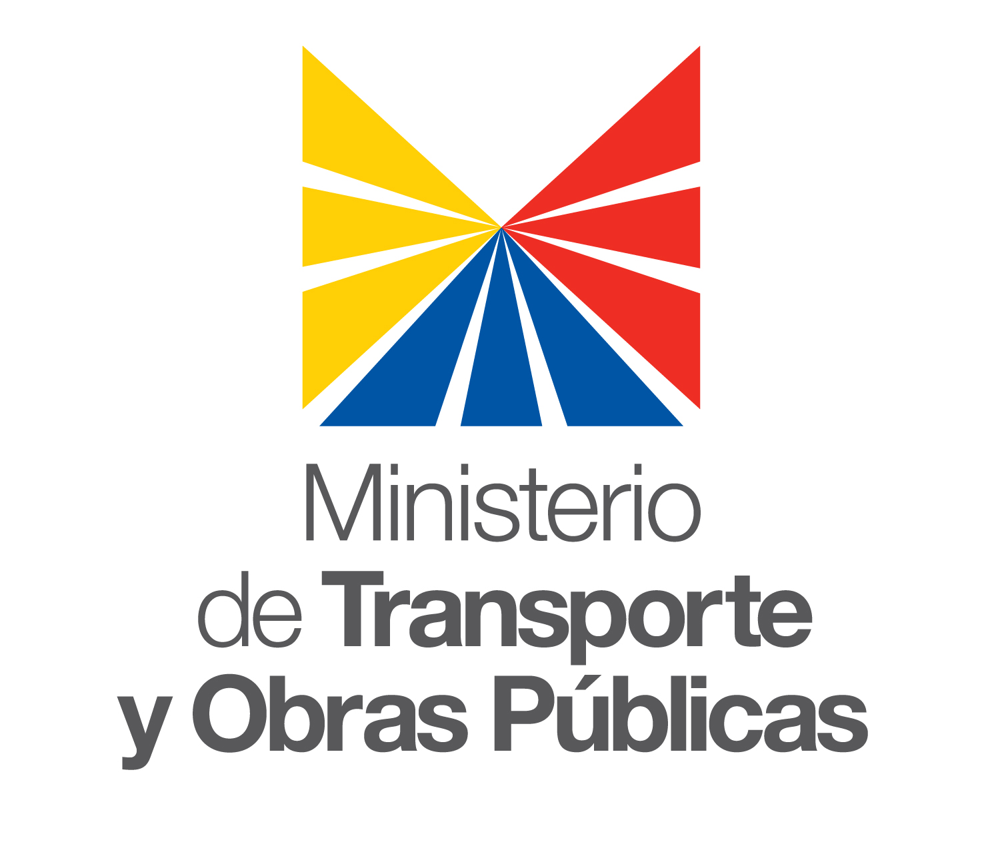 Ministerio
de Transporte
y Obras Públicas